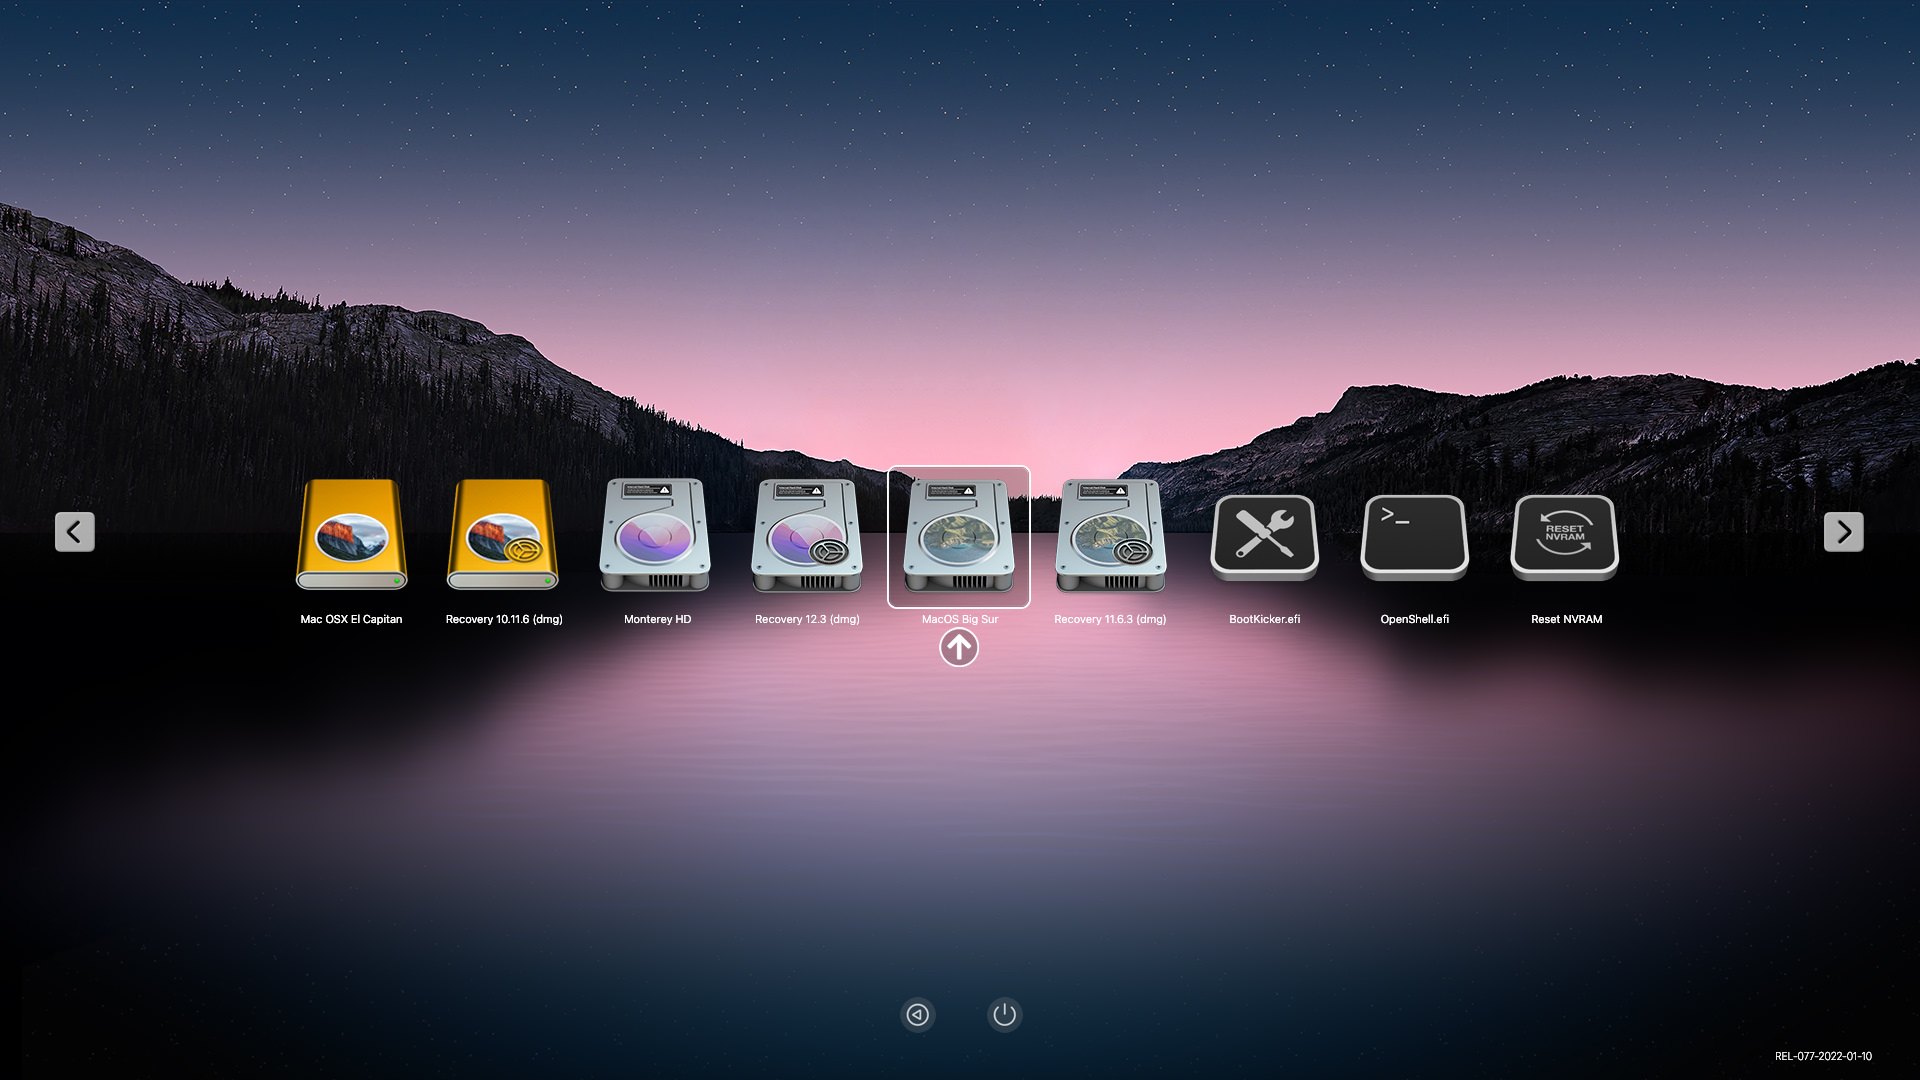 >_
RESET
NVRAM
Mac OSX El Capitan
Recovery 10.11.6 (dmg)
Monterey HD
Recovery 12.3 (dmg)
MacOS Big Sur
Recovery 11.6.3 (dmg)
BootKicker.efi
OpenShell.efi
Reset NVRAM
REL-077-2022-01-10